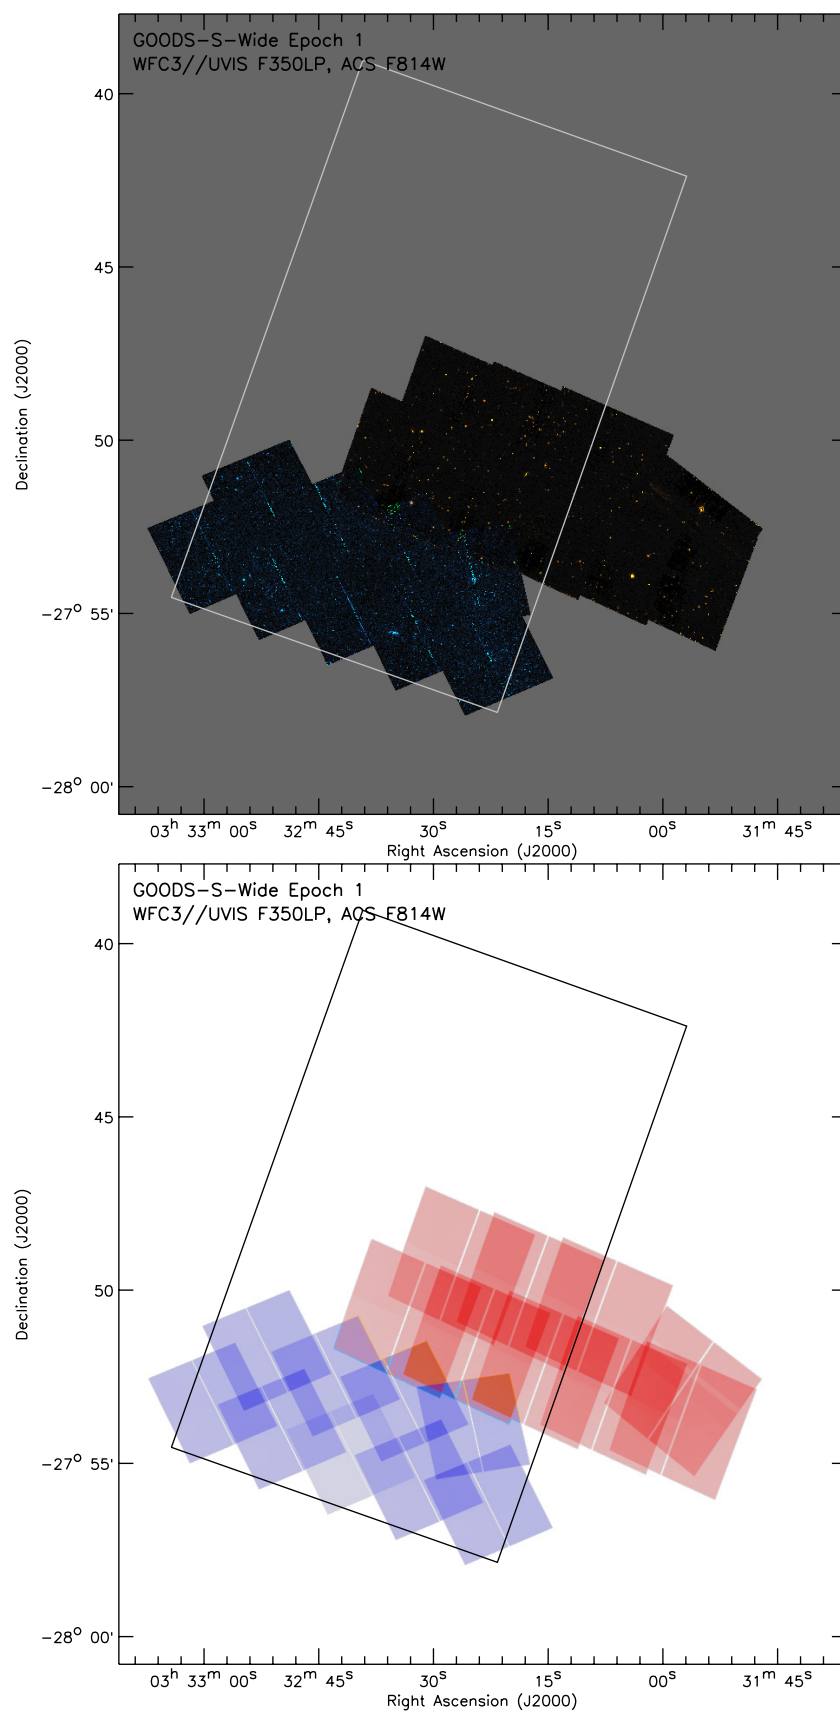 GOODS-S-Wide Epoch 1
WFC3//UVIS F350LP, ACS F814W
40
45
50
-27° 55'
-28° 00'
Declination (J2000)
03h 33m 00s 32m 45s 30s 15s 00s 31m 45s
Right Ascension (J2000)
GOODS-S-Wide Epoch 1
WFC3//UVIS F350LP, ACS F814W
40
45
50
-27° 55'
-28° 00'
Declination (J2000)
03h 33m 00s 32m 45s 30s 15s 00s 31m 45s
Right Ascension (J2000)